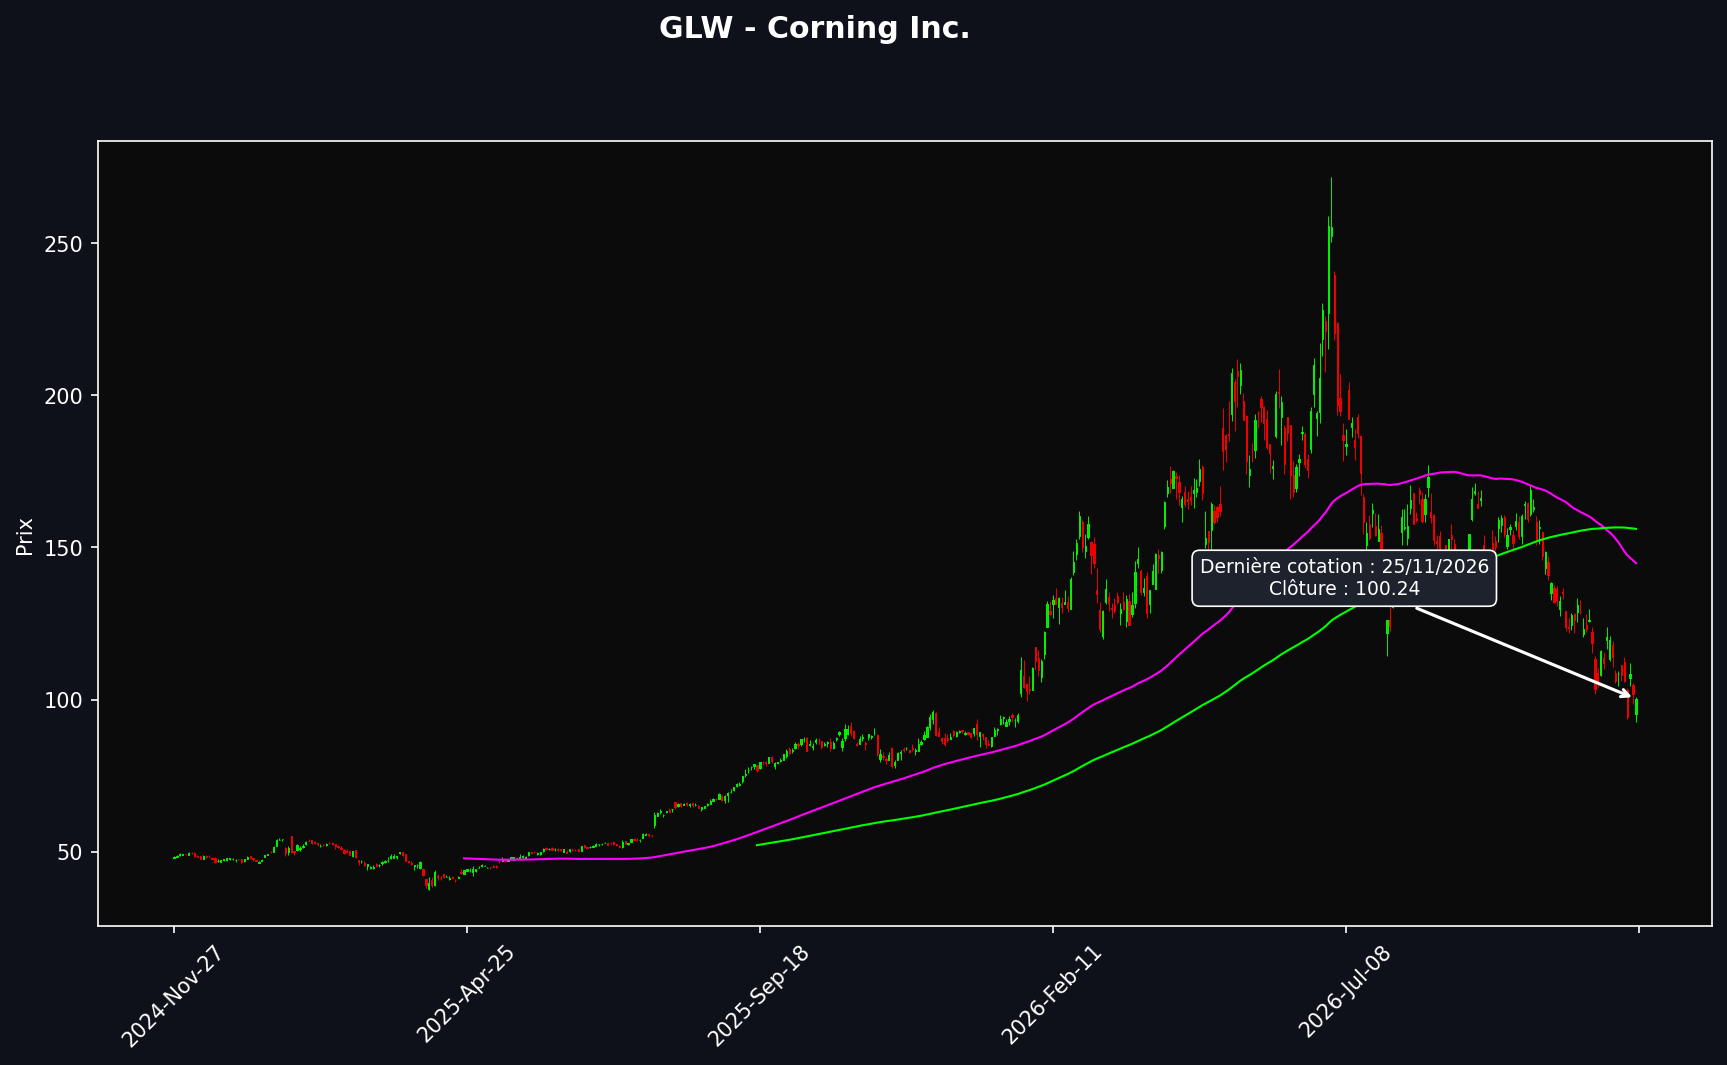 GLW - Corning Inc.
Prix
250
200
150
100
50
Dernière cotation : 25/11/2026
Clôture : 100.24
2024-Nov-27
2025-Apr-25
2025-Sep-18
2026-Feb-11
2026-Jul-08